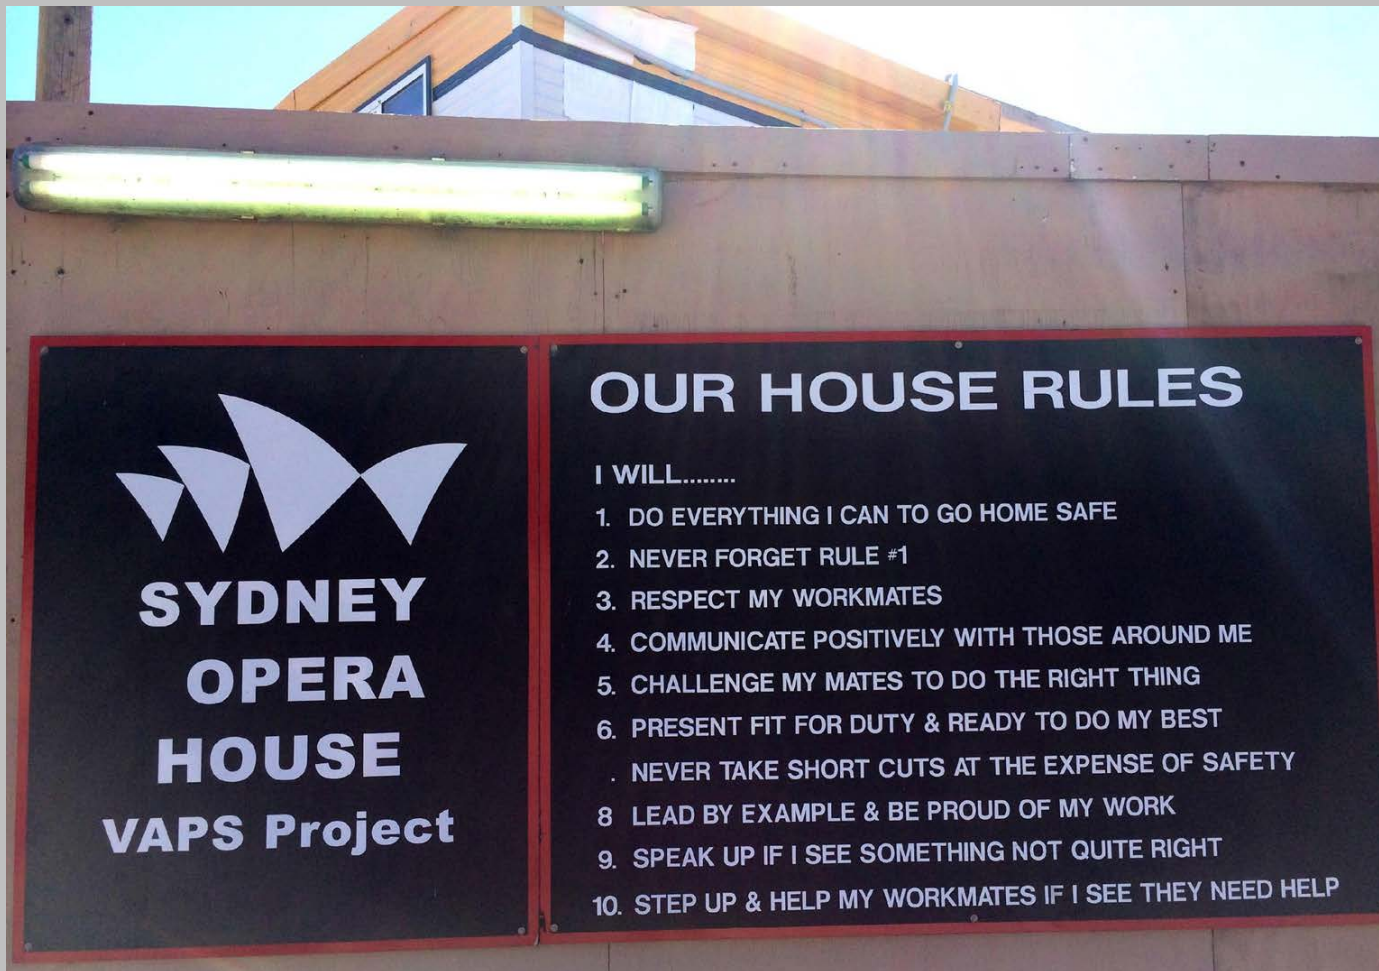 SYDNEY
OPERA
HOUSE
VAPS Project
OUR HOUSE RULES
I WILL........
1. DO EVERYTHING I CAN TO GO HOME SAFE
2. NEVER FORGET RULE #1
3. RESPECT MY WORKMATES
4. COMMUNICATE POSITIVELY WITH THOSE AROUND ME
5. CHALLENGE MY MATES TO DO THE RIGHT THING
6. PRESENT FIT FOR DUTY & READY TO DO MY BEST
. NEVER TAKE SHORT CUTS AT THE EXPENSE OF SAFETY
8 LEAD BY EXAMPLE & BE PROUD OF MY WORK
9. SPEAK UP IF I SEE SOMETHING NOT QUITE RIGHT
10. STEP UP & HELP MY WORKMATES IF I SEE THEY NEED HELP